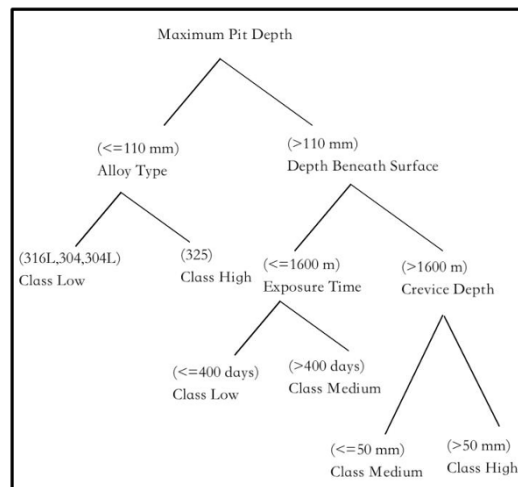 Maximum Pit Depth
(<=110 mm)
Alloy Type
(>110 mm)
Depth Beneath Surface
(316L,304,304L)
Class Low
(325)
Class High
(<=1600 m)
Exposure Time
(>1600 m)
Crevice Depth
(<=400 days)
Class Low
(>400 days)
Class Medium
(<=50 mm)
Class Medium
(>50 mm)
Class High